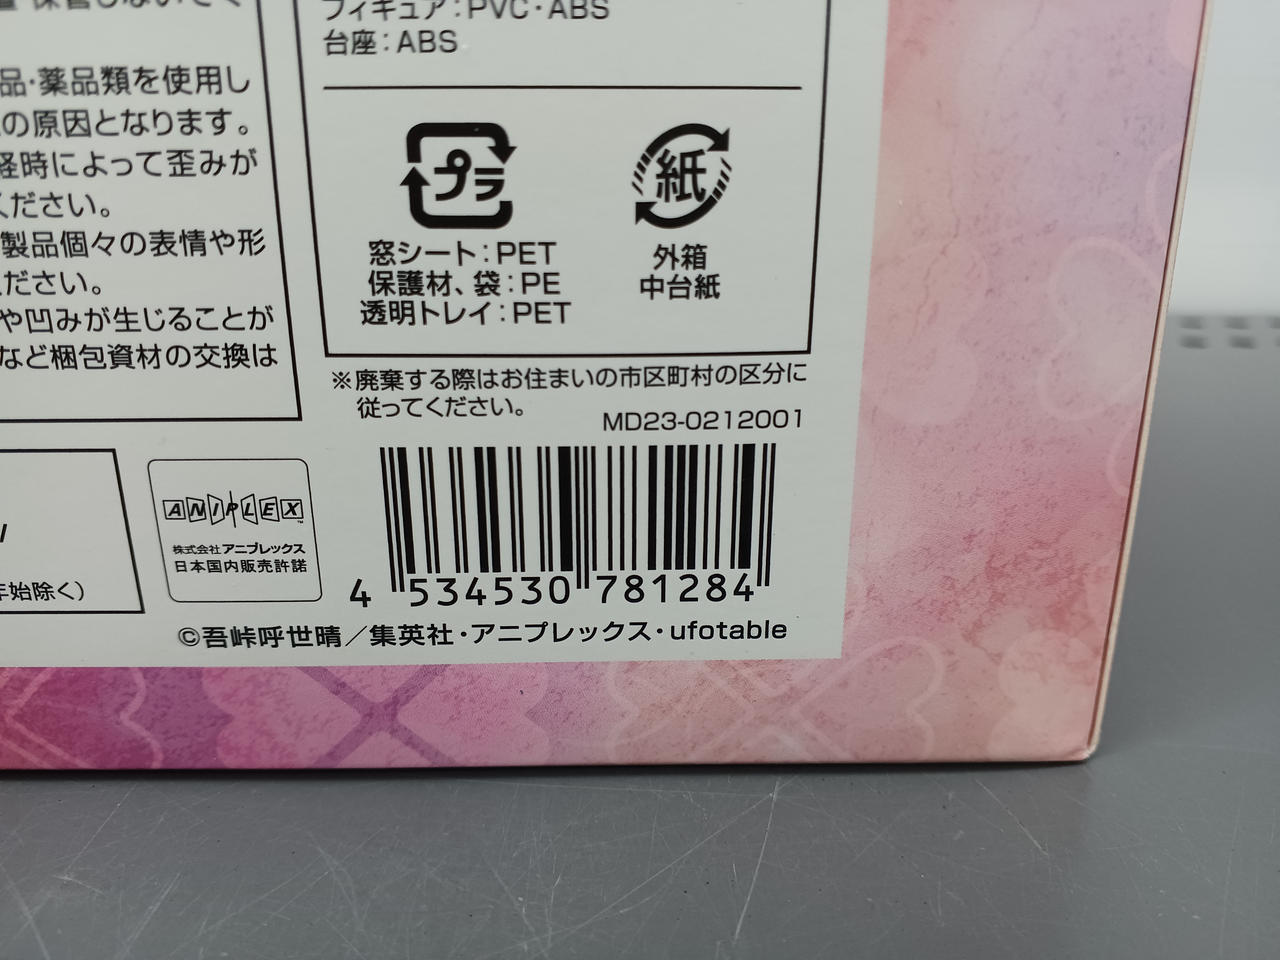 フィギュア：PVC・ABS
台座：ABS
品・薬品類を使用し
の原因となります。
経時によって歪みが
ください。
製品個々の表情や形
ください。
や凹みが生じることが
など梱包資材の交換は
プラ
窓シート：PET
保護材、袋：PE
透明トレイ：PET
紙
外箱
中台紙
※廃棄する際はお住まいの市区町村の区分に
従ってください。
MD23-0212001
年始除く）
ANIPLEX
株式会社アニプレックス
日本国内販売許諾
4 534530 781284
©吾峠呼世晴／集英社・アニプレックス・ufotable